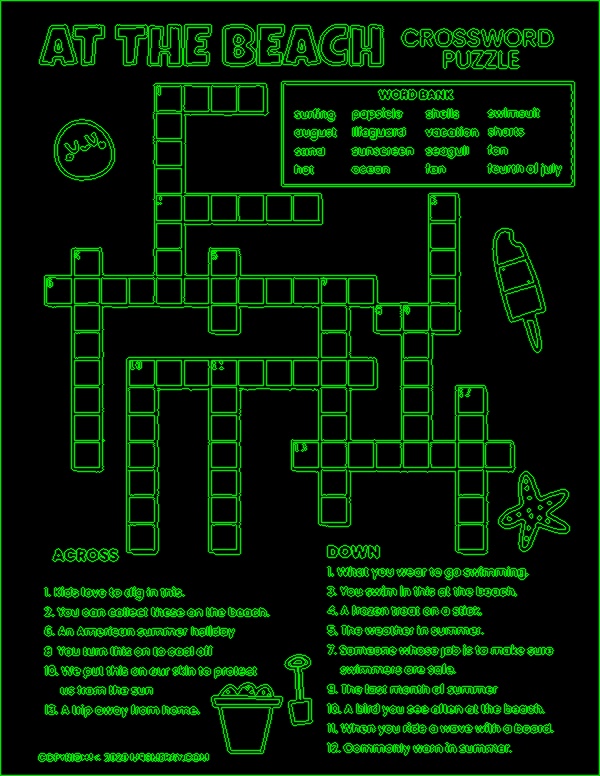 AT THE BEACH
CROSSWORD
PUZZLE
WORD BANK
surfing popsicle shells swimsuit
august lifeguard vacation shorts
sand sunscreen seagull fan
hot ocean fan fourth of july
ACROSS
1. Kids love to dig in this.
2. You can collect these on the beach.
6. An American summer holiday
8 You turn this on to cool off
10. We put this on our skin to protect
us from the sun
13. A trip away from home.
DOWN
1. What you wear to go swimming.
3. You swim in this at the beach.
4. A frozen treat on a stick.
5. The weather in summer.
7. Someone whose job is to make sure
swimmers are safe.
9. The last month of summer
10. A bird you see often at the beach.
11. When you ride a wave with a board.
12. Commonly worn in summer.
COPYRIGHT 2020